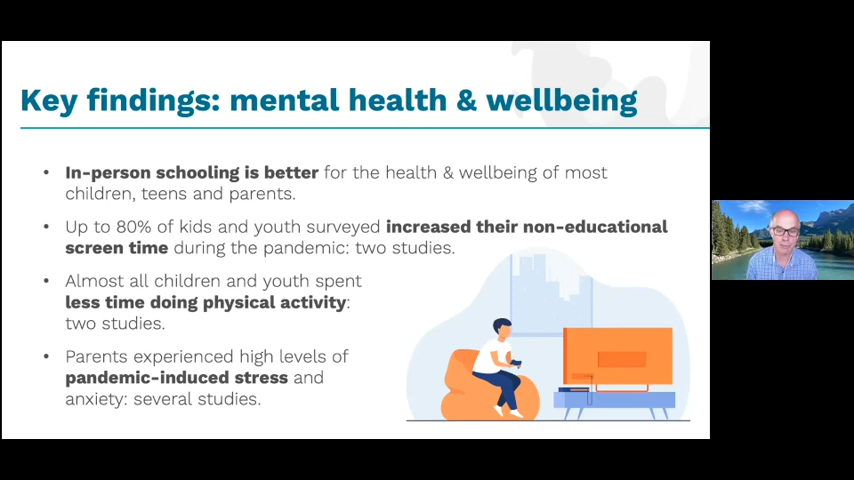 Key findings: mental health & wellbeing
• In-person schooling is better for the health & wellbeing of most
children, teens and parents.
• Up to 80% of kids and youth surveyed increased their non-educational
screen time during the pandemic: two studies.
• Almost all children and youth spent
less time doing physical activity:
two studies.
• Parents experienced high levels of
pandemic-induced stress and
anxiety: several studies.